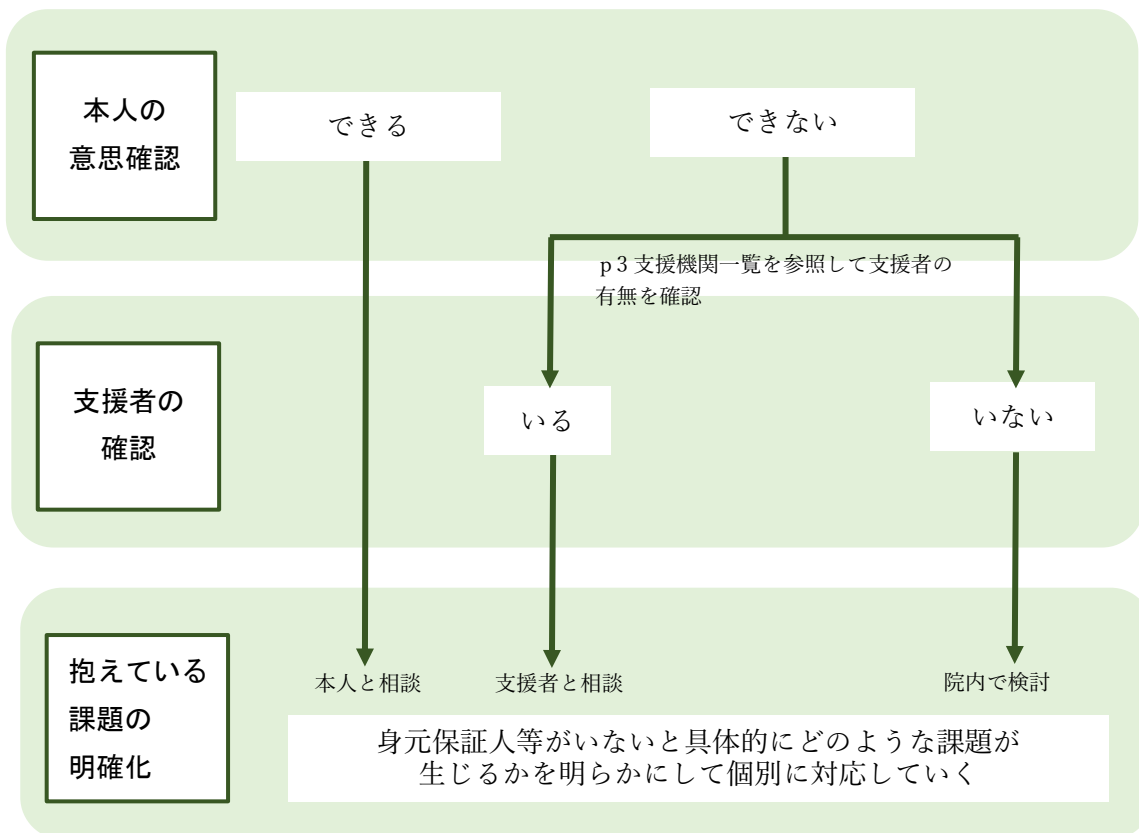 本人の
意思確認
できる
できない
p３支援機関一覧を参照して支援者の
有無を確認
支援者の
確認
いる
いない
抱えている
課題の
明確化
本人と相談
支援者と相談
院内で検討
身元保証人等がいないと具体的にどのような課題が
生じるかを明らかにして個別に対応していく